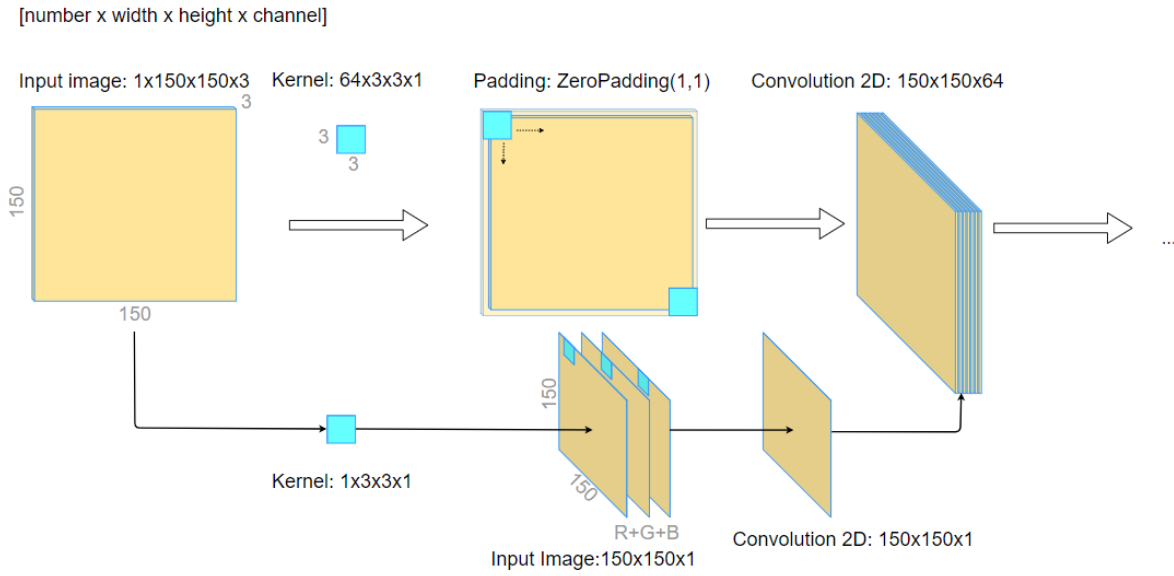 [number x width x height x channel]
Input image: 1x150x150x3
Kernel: 64x3x3x1
Padding: ZeroPadding(1,1)
Convolution 2D: 150x150x64
3
3
3
150
150
...
150
150
R+G+B
Kernel: 1x3x3x1
Input Image:150x150x1
Convolution 2D: 150x150x1